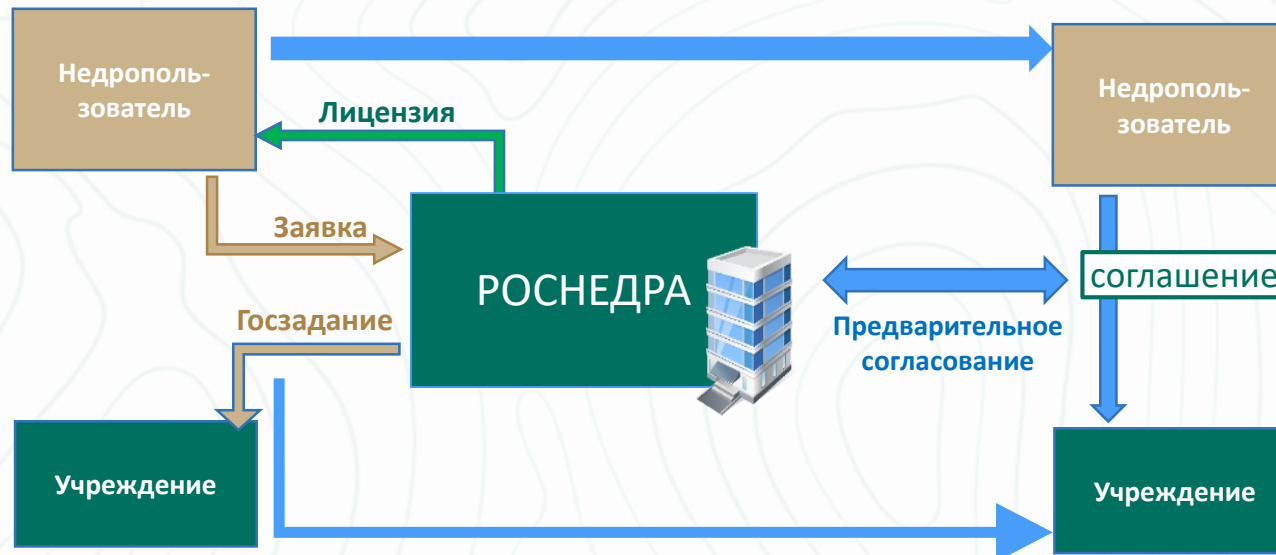 Недрополь-
зователь
Недрополь-
зователь
Лицензия
Заявка
РОСНЕДРА
соглашение
Госзадание
Предварительное
согласование
Учреждение
Учреждение